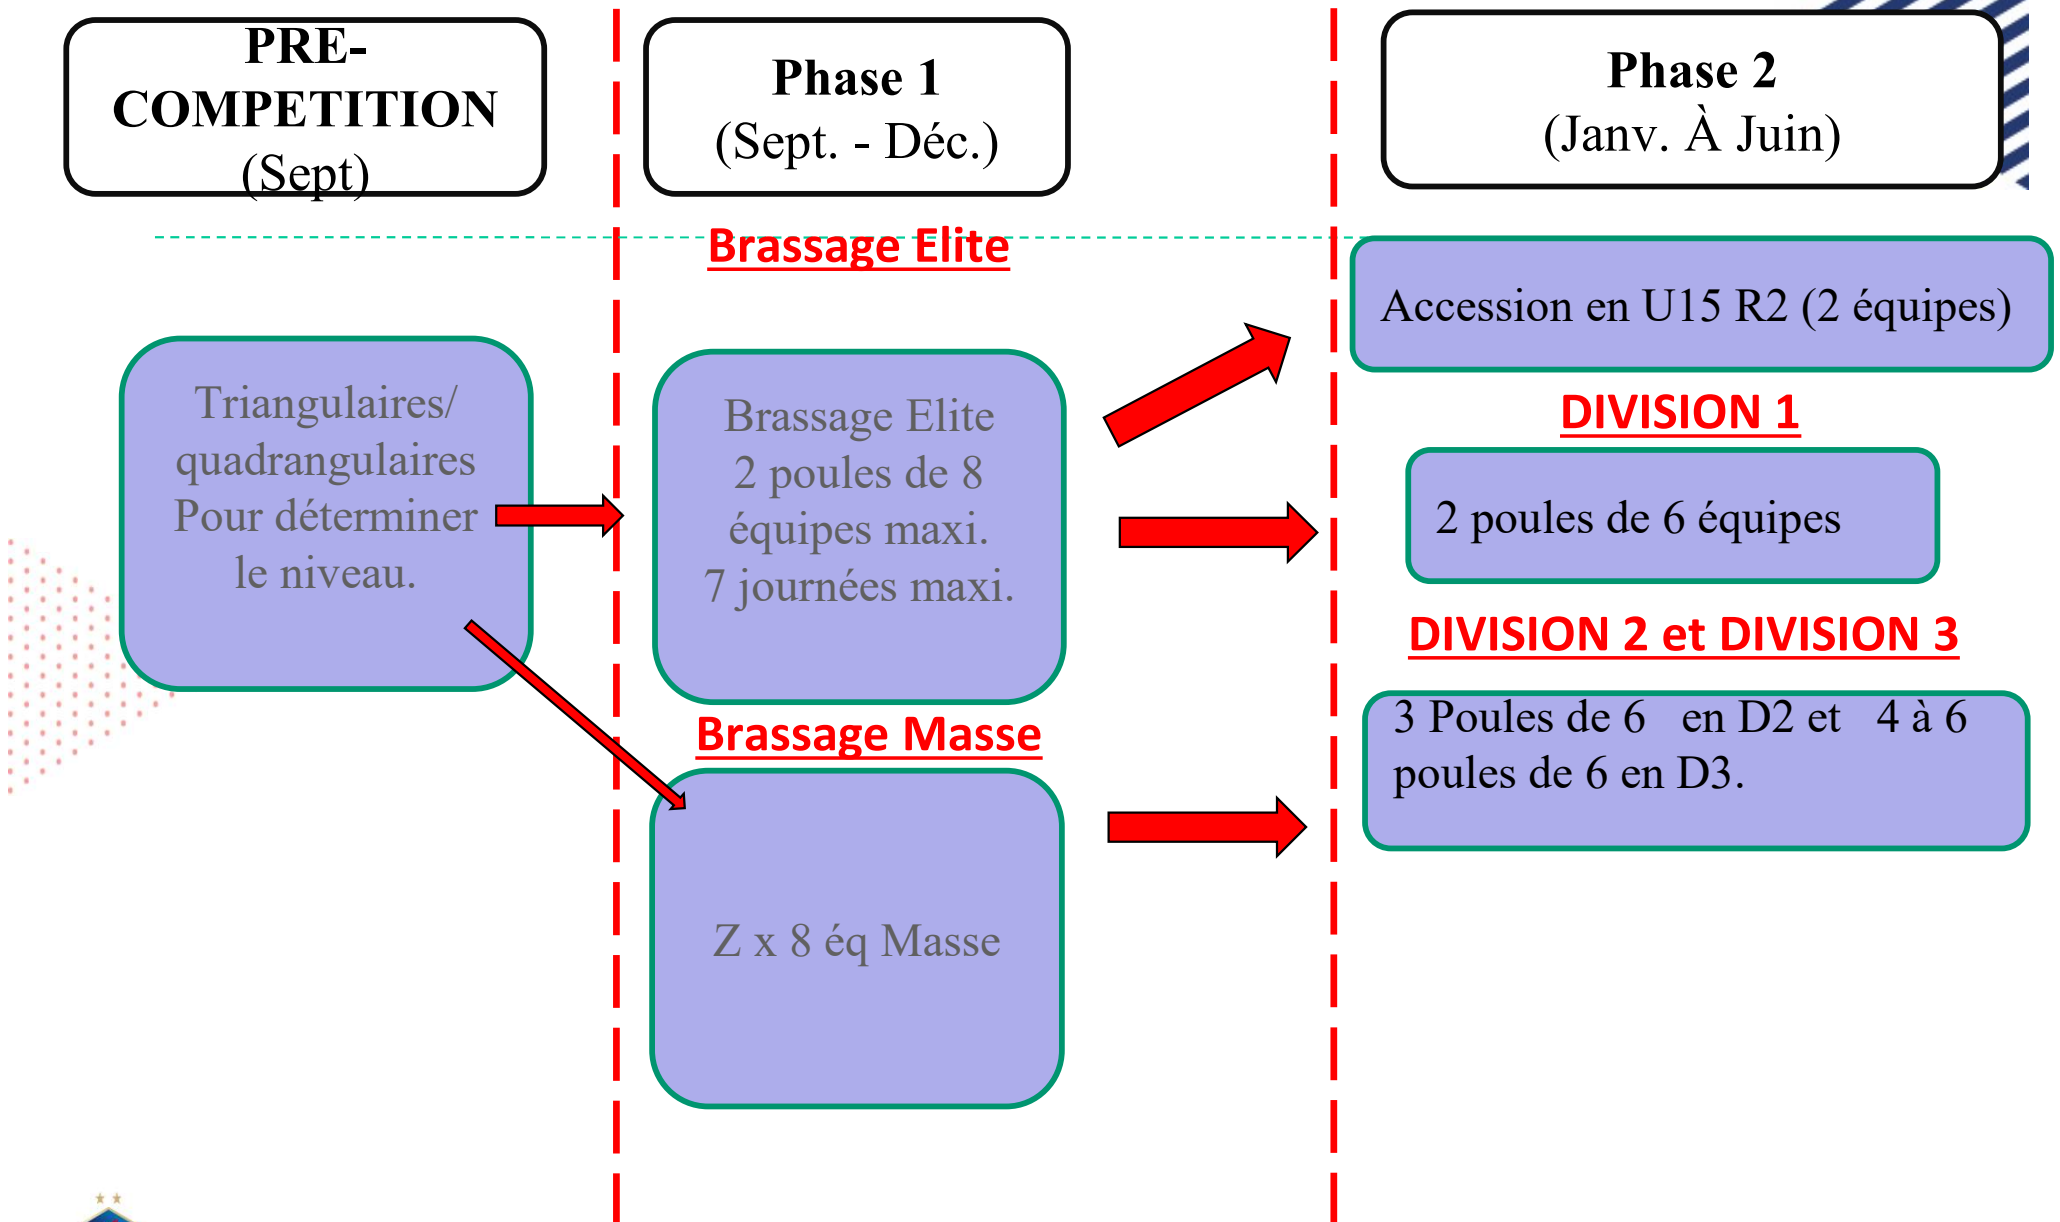 PRE-
COMPETITION
(Sept)
Phase 1
(Sept. - Déc.)
Phase 2
(Janv. À Juin)
Brassage Elite
Triangulaires/
quadrangulaires
Pour déterminer
le niveau.
Brassage Elite
2 poules de 8
équipes maxi.
7 journées maxi.
Brassage Masse
Z x 8 éq Masse
Accession en U15 R2 (2 équipes)
DIVISION 1
2 poules de 6 équipes
DIVISION 2 et DIVISION 3
3 Poules de 6 en D2 et 4 à 6
poules de 6 en D3.